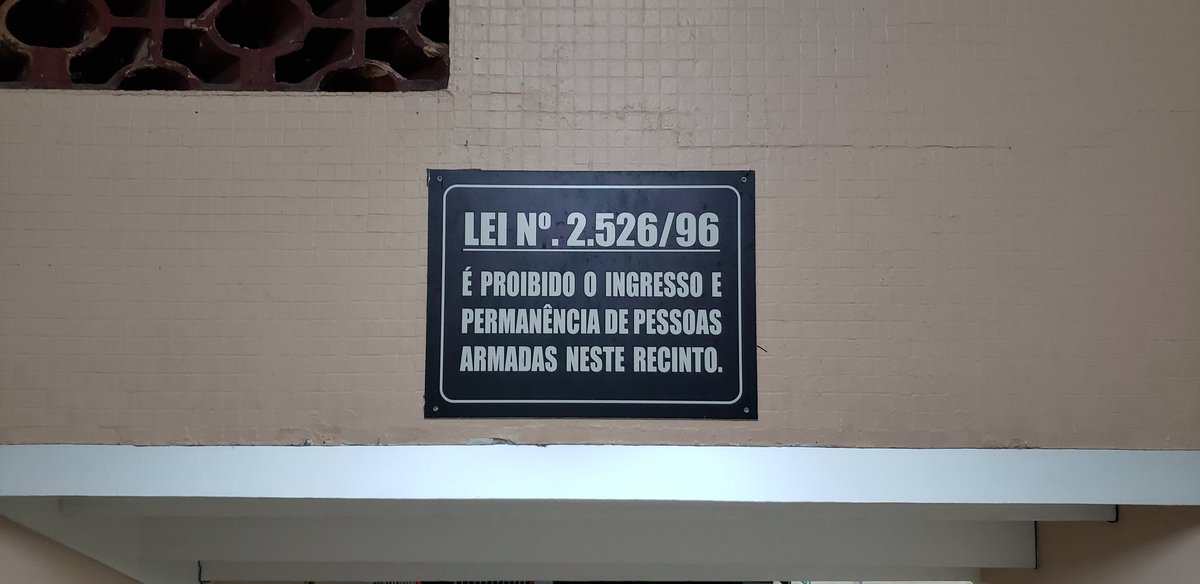 LEI Nº. 2.526/96
É PROIBIDO O INGRESSO E
PERMANÊNCIA DE PESSOAS
ARMADAS NESTE RECINTO.